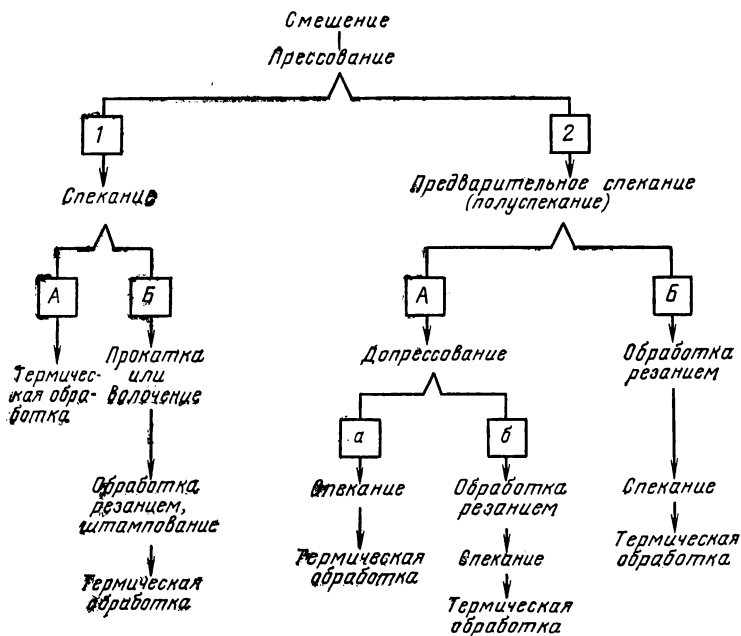 Смешение
Прессование
1
2
Спекание
Предварительное спекание
(полуспекание)
А
Б
А
Б
Термичес-
кая обра-
ботка
Прокатка
или
волочение
Допрессование
Обработка
резанием
а
б
Обработка
резанием,
штампование
Спекание
Обработка
резанием
Спекание
Термическая
обработка
Термическая
обработка
Спекание
Термическая
обработка
Термическая
обработка